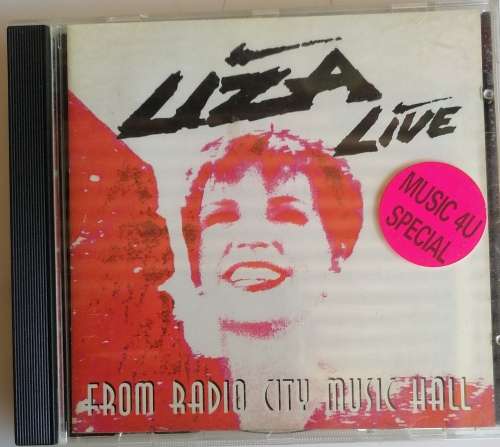 LIZA
LIVE
MUSIC 4U
SPECIAL
FROM RADIO CITY MUSIC HALL